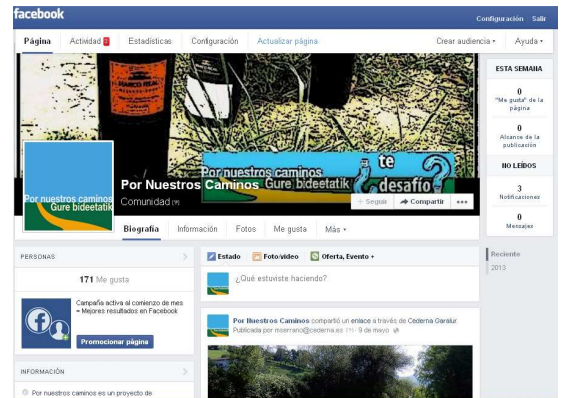 facebook
Configuración Salir
Página Actividad 7 Estadísticas Configuración Actualizar página Crear audiencia Ayuda
MARCO REAL
Por nuestros caminos
Gure bideetatik
te
desafío
Por nuestros caminos
Gure bideetatik
Por Nuestros Caminos
Comunidad [?]
+ Seguir Compartir
Biografía Información Fotos Me gusta Más
ESTA SEMANA
0
"Me gusta" de la
página
0
Alcance de la
publicación
NO LEÍDOS
3
Notificaciones
0
Mensajes
Reciente
2013
PERSONAS
171 Me gusta
Campaña activa al comienzo de mes
= Mejores resultados en Facebook
Promocionar página
INFORMACIÓN
Por nuestros caminos es un proyecto de
Estado Foto/vídeo Oferta, Evento +
¿Qué estuviste haciendo?
Por Nuestros Caminos compartió un enlace a través de Cederna Garalur.
Publicada por mserrano@cederna.es [?] · 9 de mayo